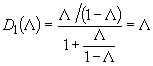 D₁(Λ) = (Λ/(1−Λ)) / (1 + Λ/(1−Λ)) = Λ